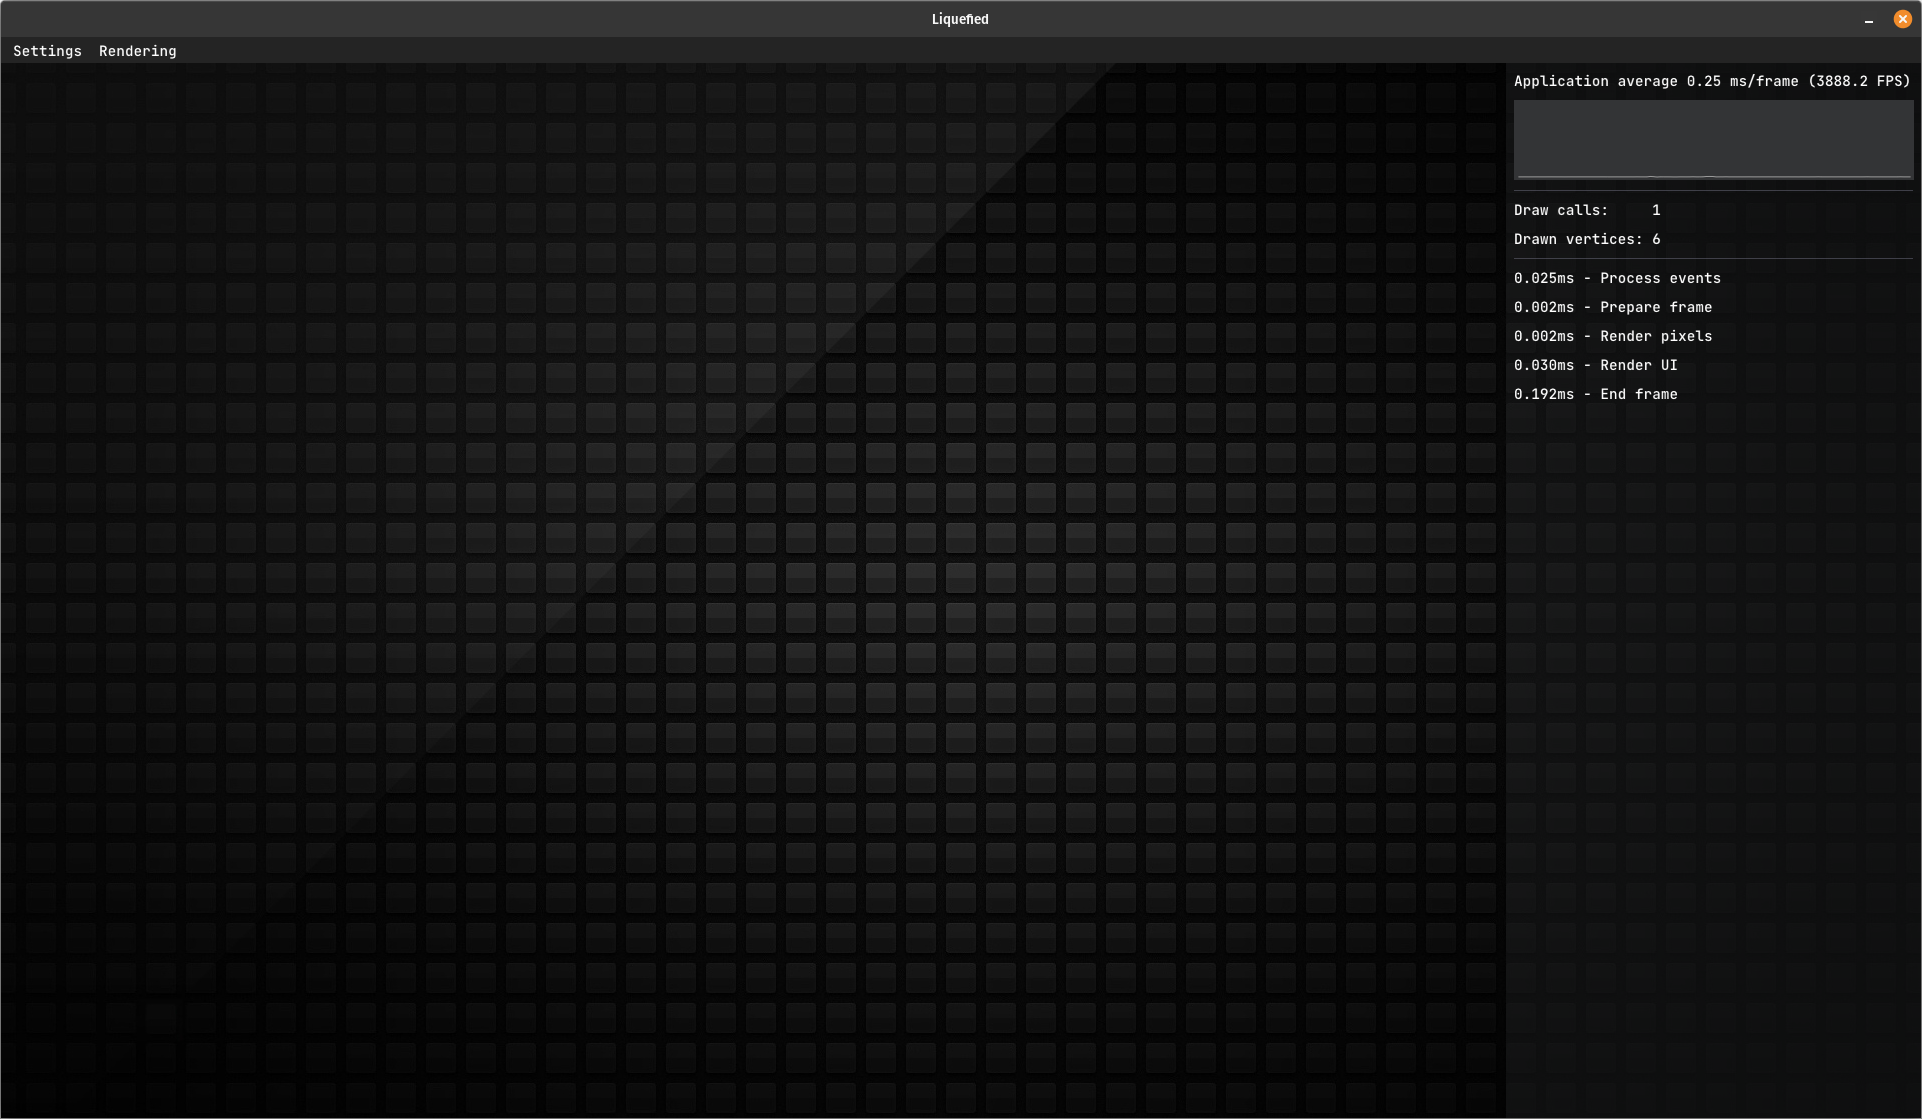 Liquefied
Settings Rendering
Application average 0.25 ms/frame (3888.2 FPS)
Draw calls: 1
Drawn vertices: 6
0.025ms - Process events
0.002ms - Prepare frame
0.002ms - Render pixels
0.030ms - Render UI
0.192ms - End frame